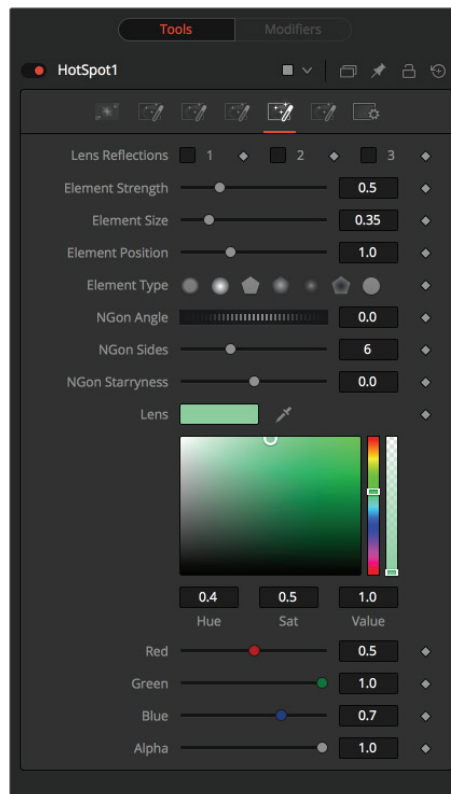 Tools Modifiers
HotSpot1
Lens Reflections 1 2 3
Element Strength 0.5
Element Size 0.35
Element Position 1.0
Element Type
NGon Angle 0.0
NGon Sides 6
NGon Starryness 0.0
Lens
0.4 0.5 1.0
Hue Sat Value
Red 0.5
Green 1.0
Blue 0.7
Alpha 1.0